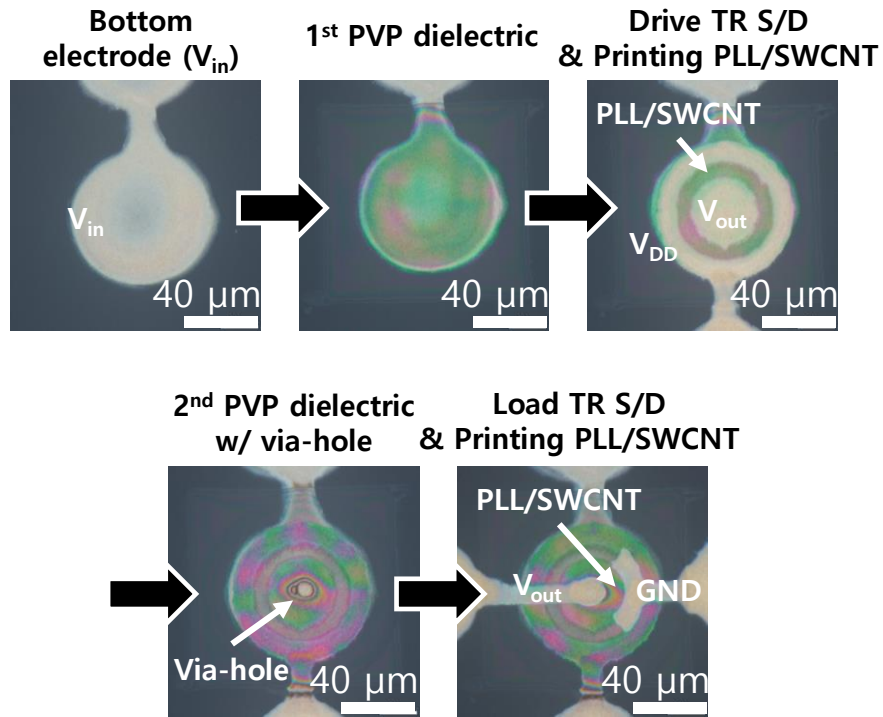 Bottom
electrode (Vin)
1st PVP dielectric
Drive TR S/D
& Printing PLL/SWCNT
Vin
40 μm
40 μm
PLL/SWCNT
Vout
VDD
40 μm
2nd PVP dielectric
w/ via-hole
Load TR S/D
& Printing PLL/SWCNT
Via-hole
40 μm
PLL/SWCNT
Vout
GND
40 μm